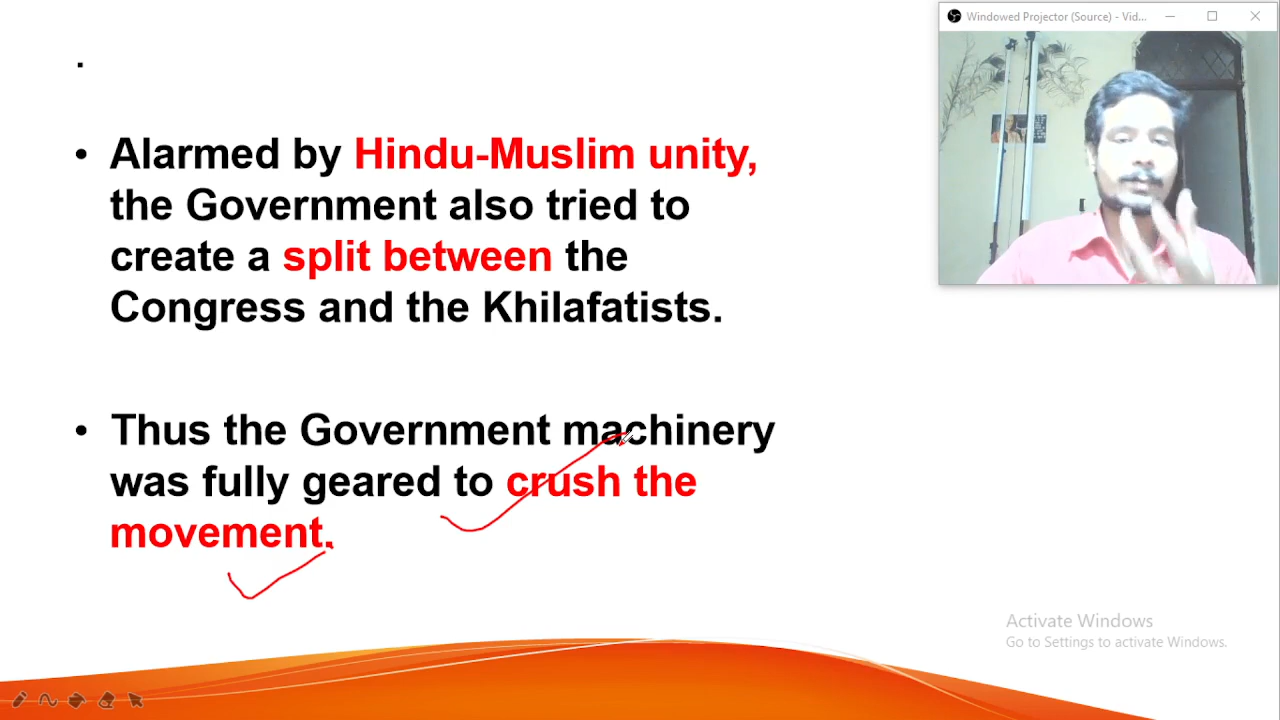 Windowed Projector (Source) - Vid...
.
• Alarmed by Hindu-Muslim unity,
the Government also tried to
create a split between the
Congress and the Khilafatists.
• Thus the Government machinery
was fully geared to crush the
movement.
Activate Windows
Go to Settings to activate Windows.